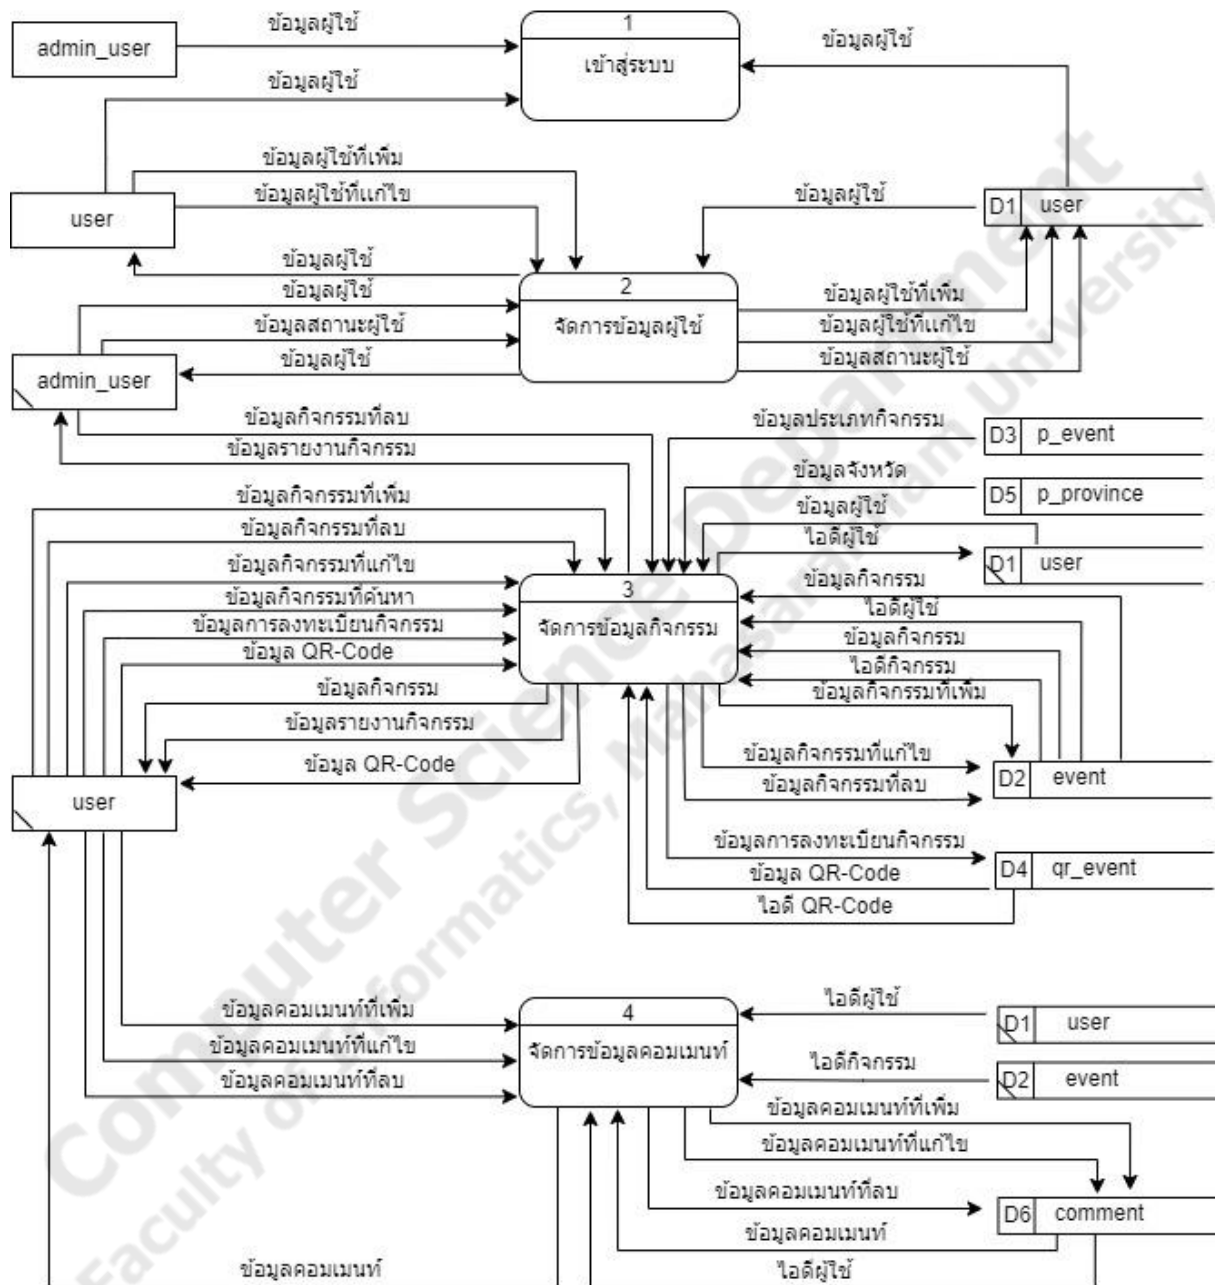 ข้อมูลผู้ใช้
1
admin_user
เข้าสู่ระบบ
ข้อมูลผู้ใช้
ข้อมูลผู้ใช้
ข้อมูลผู้ใช้ที่เพิ่ม
ข้อมูลผู้ใช้ที่แก้ไข
user
ข้อมูลผู้ใช้
D1 user
ข้อมูลผู้ใช้
ข้อมูลผู้ใช้
2
ข้อมูลผู้ใช้ที่เพิ่ม
ข้อมูลสถานะผู้ใช้
จัดการข้อมูลผู้ใช้
ข้อมูลผู้ใช้ที่แก้ไข
ข้อมูลผู้ใช้
ข้อมูลสถานะผู้ใช้
admin_user
ข้อมูลกิจกรรมที่ลบ
ข้อมูลรายงานกิจกรรม
ข้อมูลประเภทกิจกรรม
D3 p_event
ข้อมูลจังหวัด
D5 p_province
ข้อมูลผู้ใช้
ไอดีผู้ใช้
D1 user
ข้อมูลกิจกรรมที่เพิ่ม
ข้อมูลกิจกรรมที่ลบ
ข้อมูลกิจกรรมที่แก้ไข
ข้อมูลกิจกรรมที่ค้นหา
ข้อมูลการลงทะเบียนกิจกรรม
ข้อมูล QR-Code
3
จัดการข้อมูลกิจกรรม
ข้อมูลกิจกรรม
ไอดีผู้ใช้
ข้อมูลกิจกรรม
ไอดีกิจกรรม
ข้อมูลกิจกรรมที่เพิ่ม
ข้อมูลกิจกรรม
ข้อมูลรายงานกิจกรรม
ข้อมูล QR-Code
user
ข้อมูลกิจกรรมที่แก้ไข
ข้อมูลกิจกรรมที่ลบ
D2 event
ข้อมูลการลงทะเบียนกิจกรรม
ข้อมูล QR-Code
ไอดี QR-Code
D4 qr_event
ข้อมูลคอมเมนท์ที่เพิ่ม
ข้อมูลคอมเมนท์ที่แก้ไข
ข้อมูลคอมเมนท์ที่ลบ
4
จัดการข้อมูลคอมเมนท์
ไอดีผู้ใช้
D1 user
ไอดีกิจกรรม
D2 event
ข้อมูลคอมเมนท์ที่เพิ่ม
ข้อมูลคอมเมนท์ที่แก้ไข
ข้อมูลคอมเมนท์ที่ลบ
D6 comment
ข้อมูลคอมเมนท์
ข้อมูลคอมเมนท์
ไอดีผู้ใช้
Computer Science Department
Faculty of Informatics, Mahasarakham University